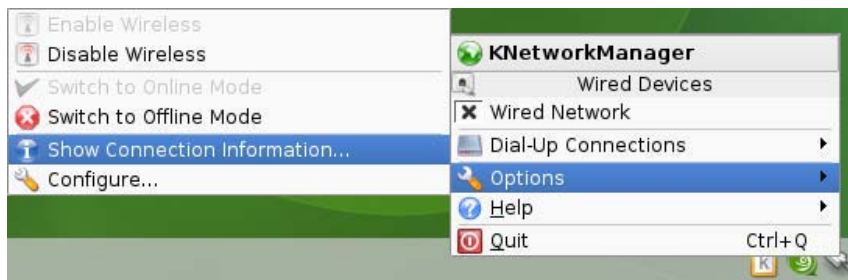 Enable Wireless
Disable Wireless
Switch to Online Mode
Switch to Offline Mode
Show Connection Information...
Configure...
KNetworkManager
Wired Devices
Wired Network
Dial-Up Connections
Options
Help
Quit Ctrl+Q
K